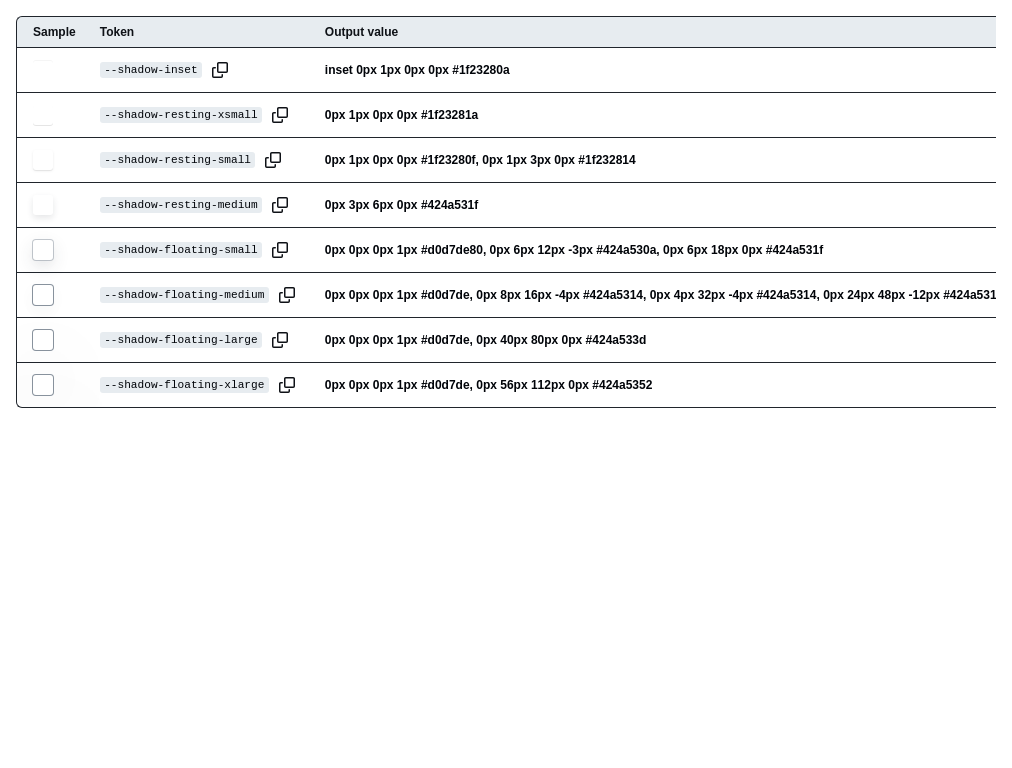 Sample Token Output value
--shadow-inset inset 0px 1px 0px 0px #1f23280a
--shadow-resting-xsmall 0px 1px 0px 0px #1f23281a
--shadow-resting-small 0px 1px 0px 0px #1f23280f, 0px 1px 3px 0px #1f232814
--shadow-resting-medium 0px 3px 6px 0px #424a531f
--shadow-floating-small 0px 0px 0px 1px #d0d7de80, 0px 6px 12px -3px #424a530a, 0px 6px 18px 0px #424a531f
--shadow-floating-medium 0px 0px 0px 1px #d0d7de, 0px 8px 16px -4px #424a5314, 0px 4px 32px -4px #424a5314, 0px 24px 48px -12px #424a531
--shadow-floating-large 0px 0px 0px 1px #d0d7de, 0px 40px 80px 0px #424a533d
--shadow-floating-xlarge 0px 0px 0px 1px #d0d7de, 0px 56px 112px 0px #424a5352